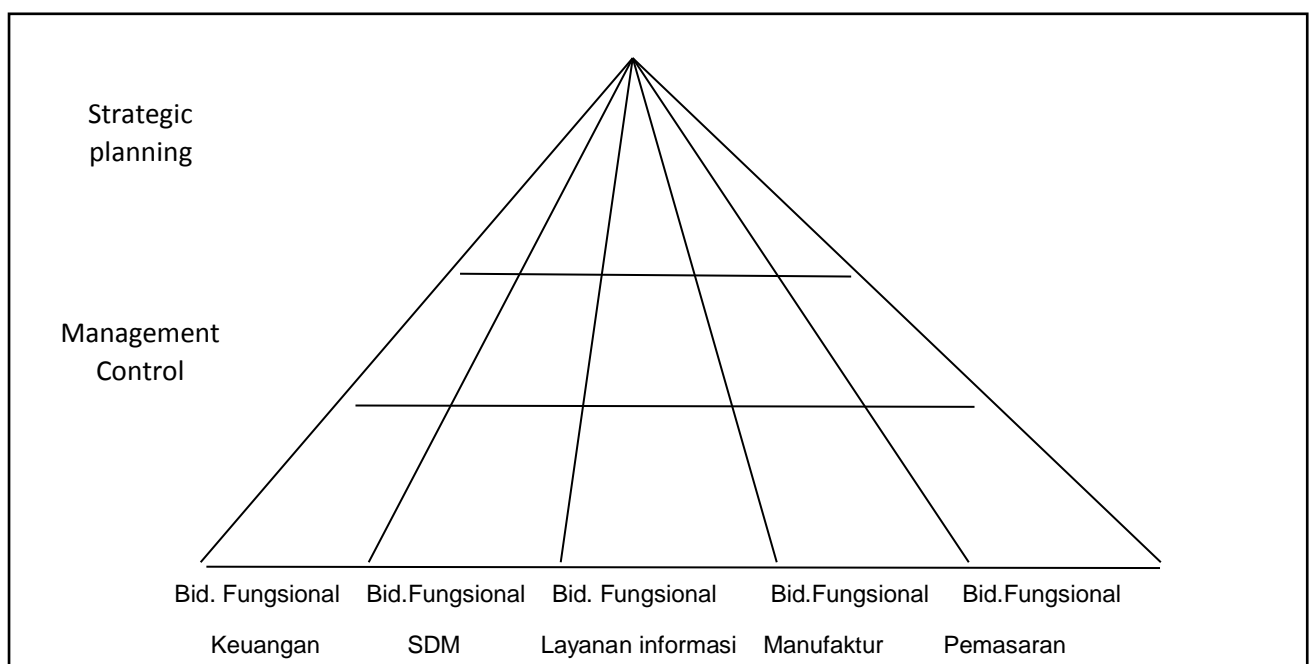 Strategic
planning
Management
Control
Bid. Fungsional Bid.Fungsional Bid. Fungsional Bid.Fungsional Bid.Fungsional
Keuangan SDM Layanan informasi Manufaktur Pemasaran